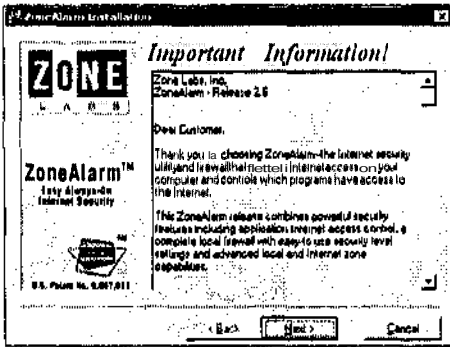 ZoneAlarm Installation
Important Information!
ZONE
LABS
Zone Labs, Inc.
ZoneAlarm - Release 2.6
Dear Customer,
Thank you la choosing ZoneAlarm-the Internet security
utility and firewall that Internet access on your
computer and controls which programs have access to
the Internet.
ZoneAlarm™
Easy Always-On
Internet Security
This ZoneAlarm release combines powerful security
features including application Internet access control, a
complete local firewall with easy to use security level
settings and advanced local and Internet zone
capabilities.
TM
U.S. Patent No.
< Back
Next >
Cancel